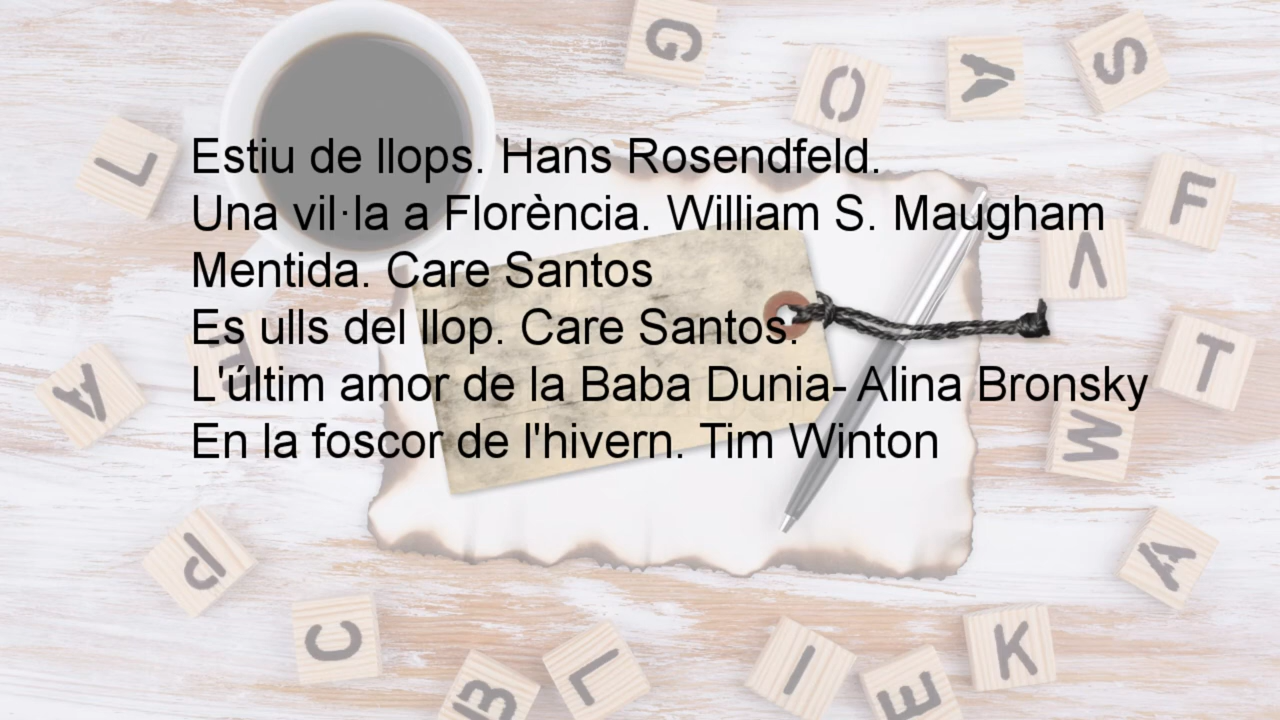 Estiu de llops. Hans Rosendfeld.
Una vil·la a Florència. William S. Maugham
Mentida. Care Santos
Es ulls del llop. Care Santos.
L'últim amor de la Baba Dunia- Alina Bronsky
En la foscor de l'hivern. Tim Winton
G
O
A
S
L
F
V
T
A
W
P
A
C
B
L
I
E
K